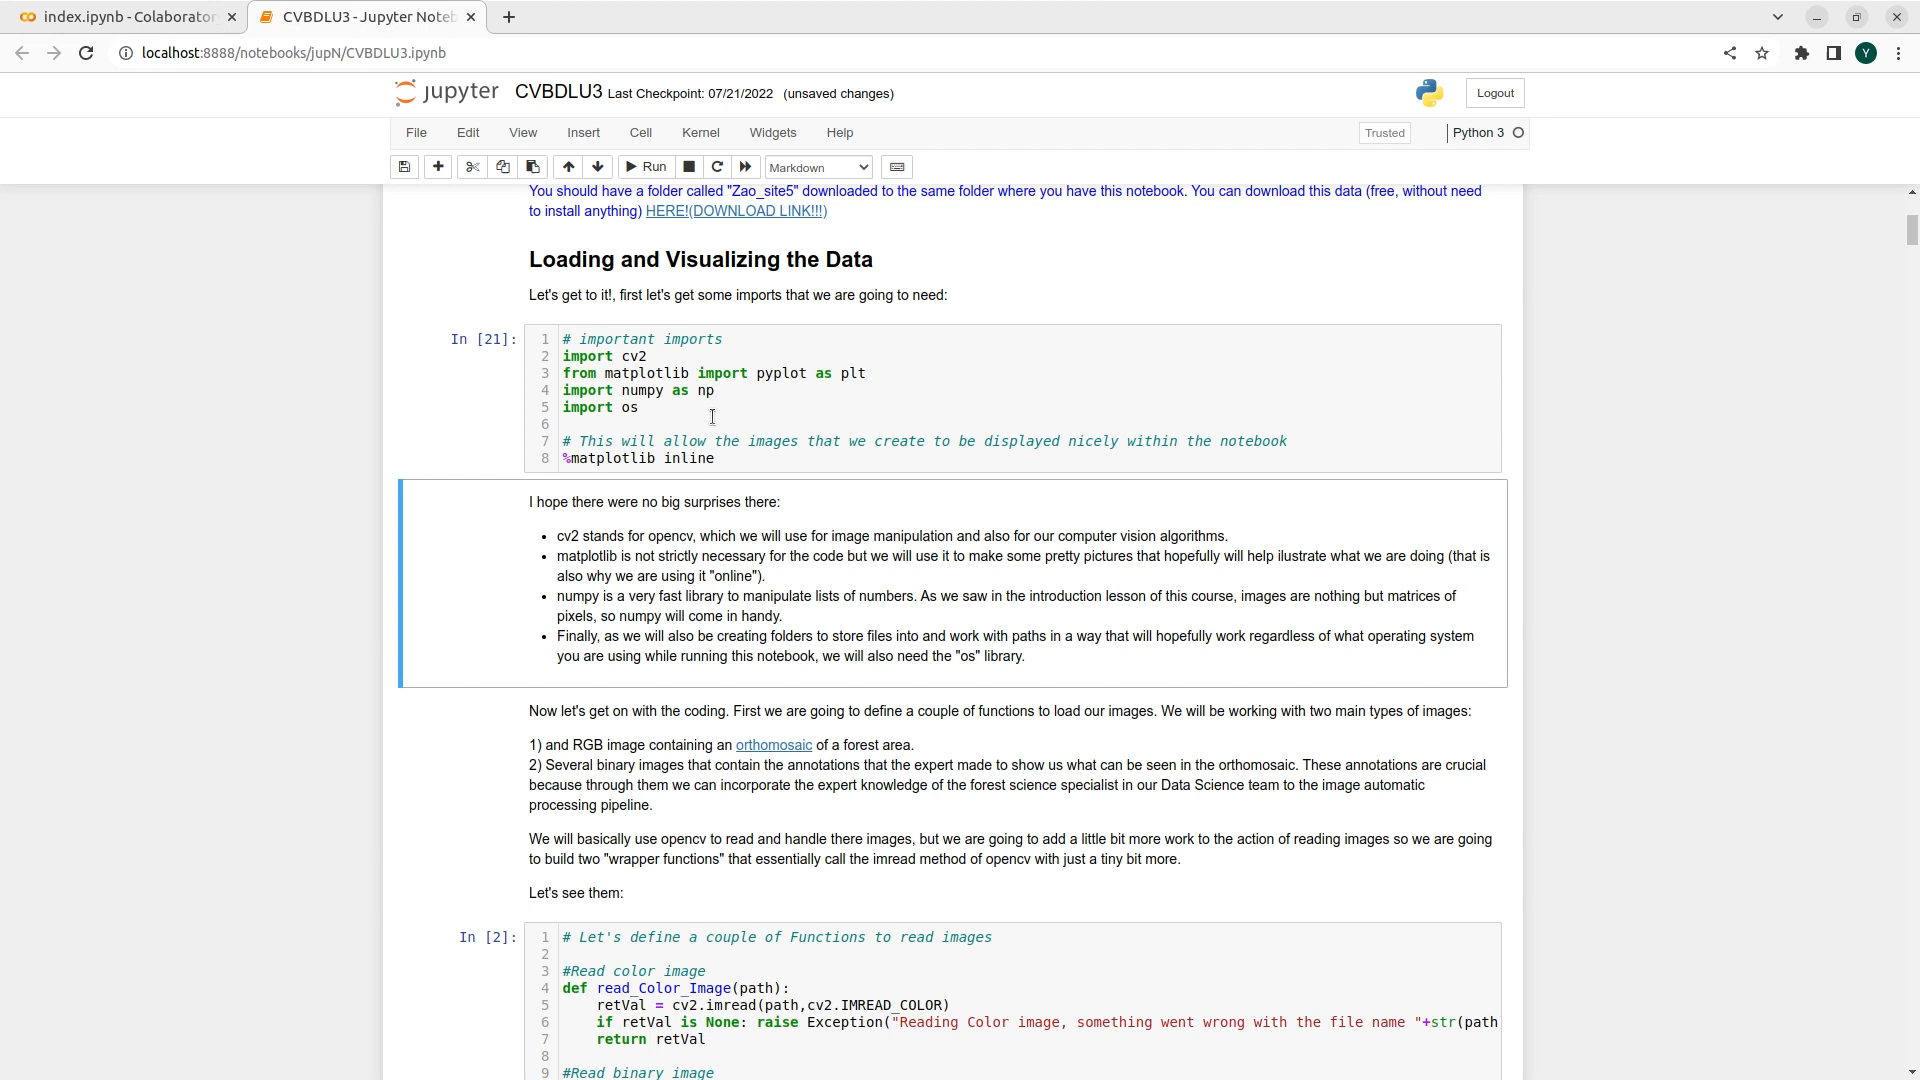 index.ipynb - Colaborator
CVBDLU3 - Jupyter Noteb
localhost:8888/notebooks/jupN/CVBDLU3.ipynb
Y
jupyter CVBDLU3 Last Checkpoint: 07/21/2022 (unsaved changes)
Logout
File Edit View Insert Cell Kernel Widgets Help
Trusted
Python 3
Run
Markdown
You should have a folder called "Zao_site5" downloaded to the same folder where you have this notebook. You can download this data (free, without need
to install anything) HERE!(DOWNLOAD LINK!!!)
Loading and Visualizing the Data
Let's get to it!, first let's get some imports that we are going to need:
In [21]:
1 # important imports
2 import cv2
3 from matplotlib import pyplot as plt
4 import numpy as np
5 import os
6
7 # This will allow the images that we create to be displayed nicely within the notebook
8 %matplotlib inline
I hope there were no big surprises there:
• cv2 stands for opencv, which we will use for image manipulation and also for our computer vision algorithms.
• matplotlib is not strictly necessary for the code but we will use it to make some pretty pictures that hopefully will help ilustrate what we are doing (that is
also why we are using it "online").
• numpy is a very fast library to manipulate lists of numbers. As we saw in the introduction lesson of this course, images are nothing but matrices of
pixels, so numpy will come in handy.
• Finally, as we will also be creating folders to store files into and work with paths in a way that will hopefully work regardless of what operating system
you are using while running this notebook, we will also need the "os" library.
Now let's get on with the coding. First we are going to define a couple of functions to load our images. We will be working with two main types of images:
1) and RGB image containing an orthomosaic of a forest area.
2) Several binary images that contain the annotations that the expert made to show us what can be seen in the orthomosaic. These annotations are crucial
because through them we can incorporate the expert knowledge of the forest science specialist in our Data Science team to the image automatic
processing pipeline.
We will basically use opencv to read and handle there images, but we are going to add a little bit more work to the action of reading images so we are going
to build two "wrapper functions" that essentially call the imread method of opencv with just a tiny bit more.
Let's see them:
In [2]:
1 # Let's define a couple of Functions to read images
2
3 #Read color image
4 def read_Color_Image(path):
5     retVal = cv2.imread(path,cv2.IMREAD_COLOR)
6     if retVal is None: raise Exception("Reading Color image, something went wrong with the file name "+str(path
7     return retVal
8
9 #Read binary image